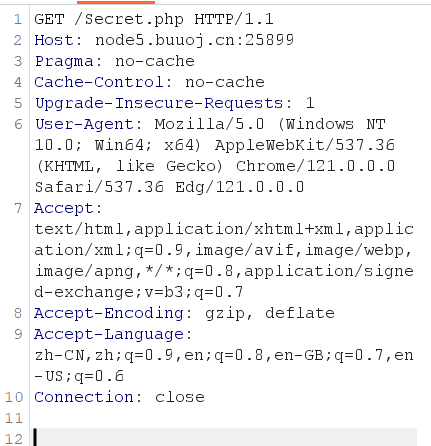 1 GET /Secret.php HTTP/1.1
2 Host: node5.buuoj.cn:25899
3 Pragma: no-cache
4 Cache-Control: no-cache
5 Upgrade-Insecure-Requests: 1
6 User-Agent: Mozilla/5.0 (Windows NT
10.0; Win64; x64) AppleWebKit/537.36
(KHTML, like Gecko) Chrome/121.0.0.0
Safari/537.36 Edg/121.0.0.0
7 Accept:
text/html,application/xhtml+xml,applic
ation/xml;q=0.9,image/avif,image/webp,
image/apng,*/*;q=0.8,application/signe
d-exchange;v=b3;q=0.7
8 Accept-Encoding: gzip, deflate
9 Accept-Language:
zh-CN,zh;q=0.9,en;q=0.8,en-GB;q=0.7,en
-US;q=0.6
10 Connection: close
11
12